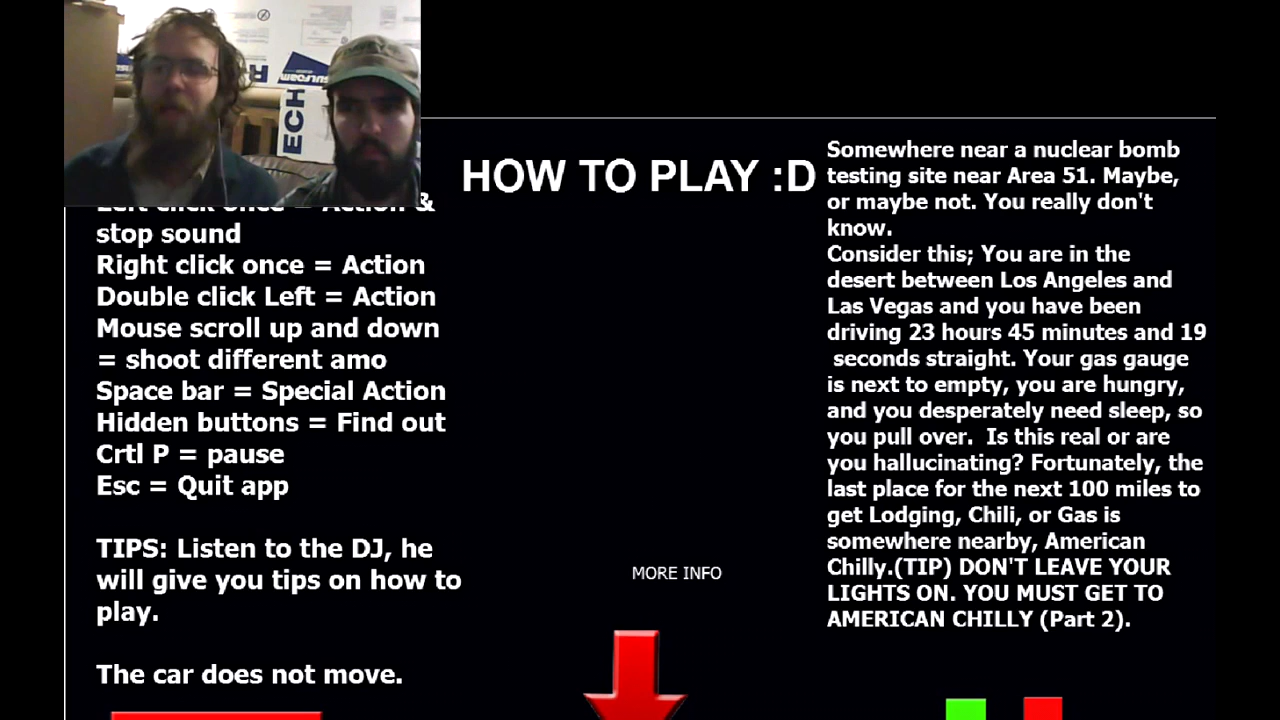 ECH
HOW TO PLAY :D
Left click once = Action &
stop sound
Right click once = Action
Double click Left = Action
Mouse scroll up and down
= shoot different amo
Space bar = Special Action
Hidden buttons = Find out
Crtl P = pause
Esc = Quit app
TIPS: Listen to the DJ, he
will give you tips on how to
play.
The car does not move.
MORE INFO
Somewhere near a nuclear bomb
testing site near Area 51. Maybe,
or maybe not. You really don't
know.
Consider this; You are in the
desert between Los Angeles and
Las Vegas and you have been
driving 23 hours 45 minutes and 19
seconds straight. Your gas gauge
is next to empty, you are hungry,
and you desperately need sleep, so
you pull over. Is this real or are
you hallucinating? Fortunately, the
last place for the next 100 miles to
get Lodging, Chili, or Gas is
somewhere nearby, American
Chilly.(TIP) DON'T LEAVE YOUR
LIGHTS ON. YOU MUST GET TO
AMERICAN CHILLY (Part 2).